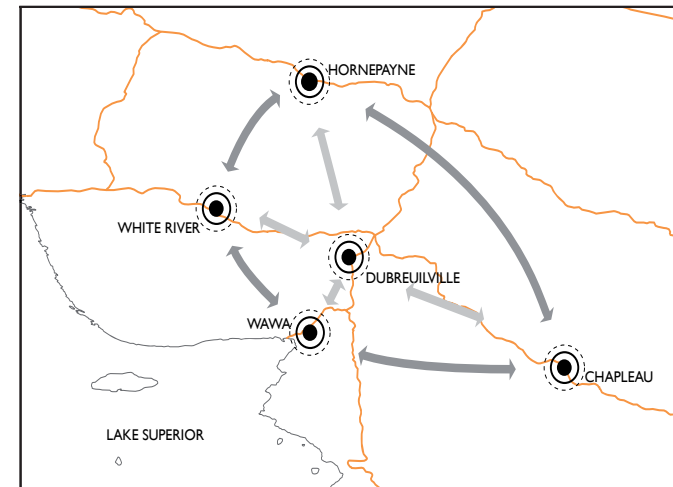 HORNEPAYNE
WHITE RIVER
DUBREUILVILLE
WAWA
CHAPLEAU
LAKE SUPERIOR